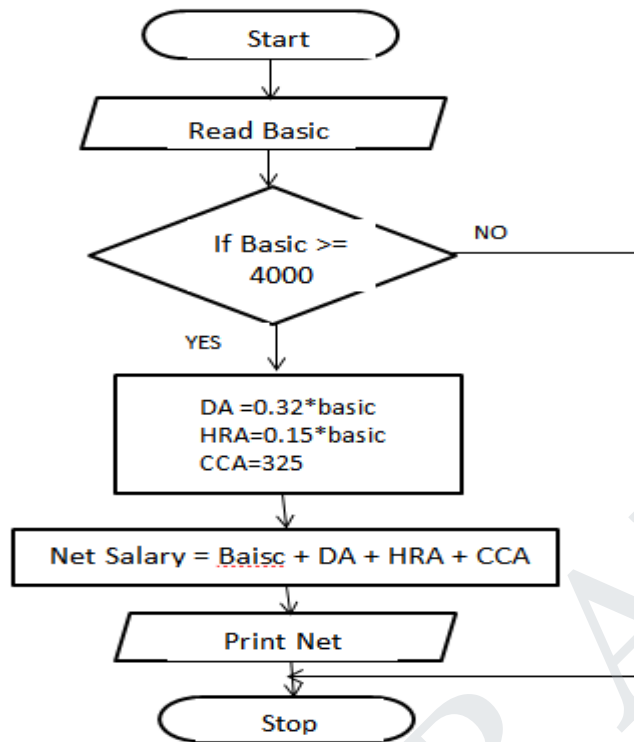 Start
Read Basic
If Basic >=
4000
NO
YES
DA =0.32*basic
HRA=0.15*basic
CCA=325
Net Salary = Baisc + DA + HRA + CCA
Print Net
Stop